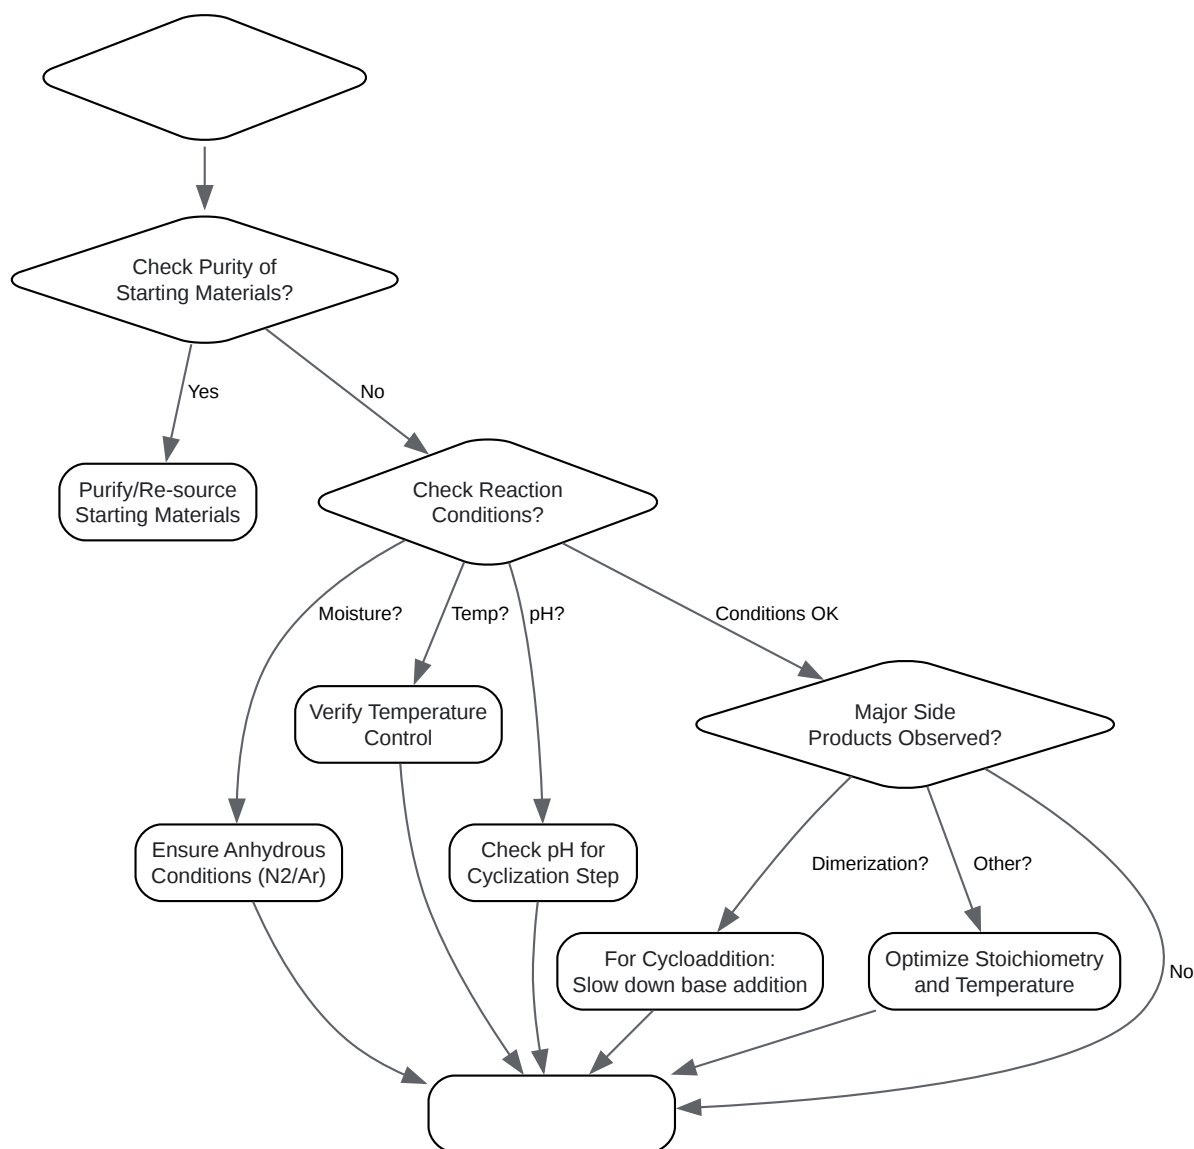 Check Purity of
Starting Materials?
Yes
No
Purify/Re-source
Starting Materials
Check Reaction
Conditions?
Moisture?
Temp?
pH?
Conditions OK
Verify Temperature
Control
Major Side
Products Observed?
Ensure Anhydrous
Conditions (N2/Ar)
Check pH for
Cyclization Step
Dimerization?
Other?
For Cycloaddition:
Slow down base addition
Optimize Stoichiometry
and Temperature
No